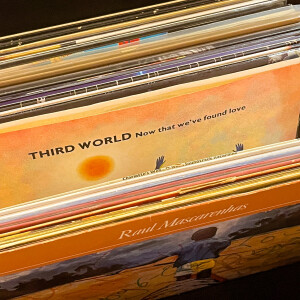 THIRD WORLD Now that we've found love
Raul Mascarenhas